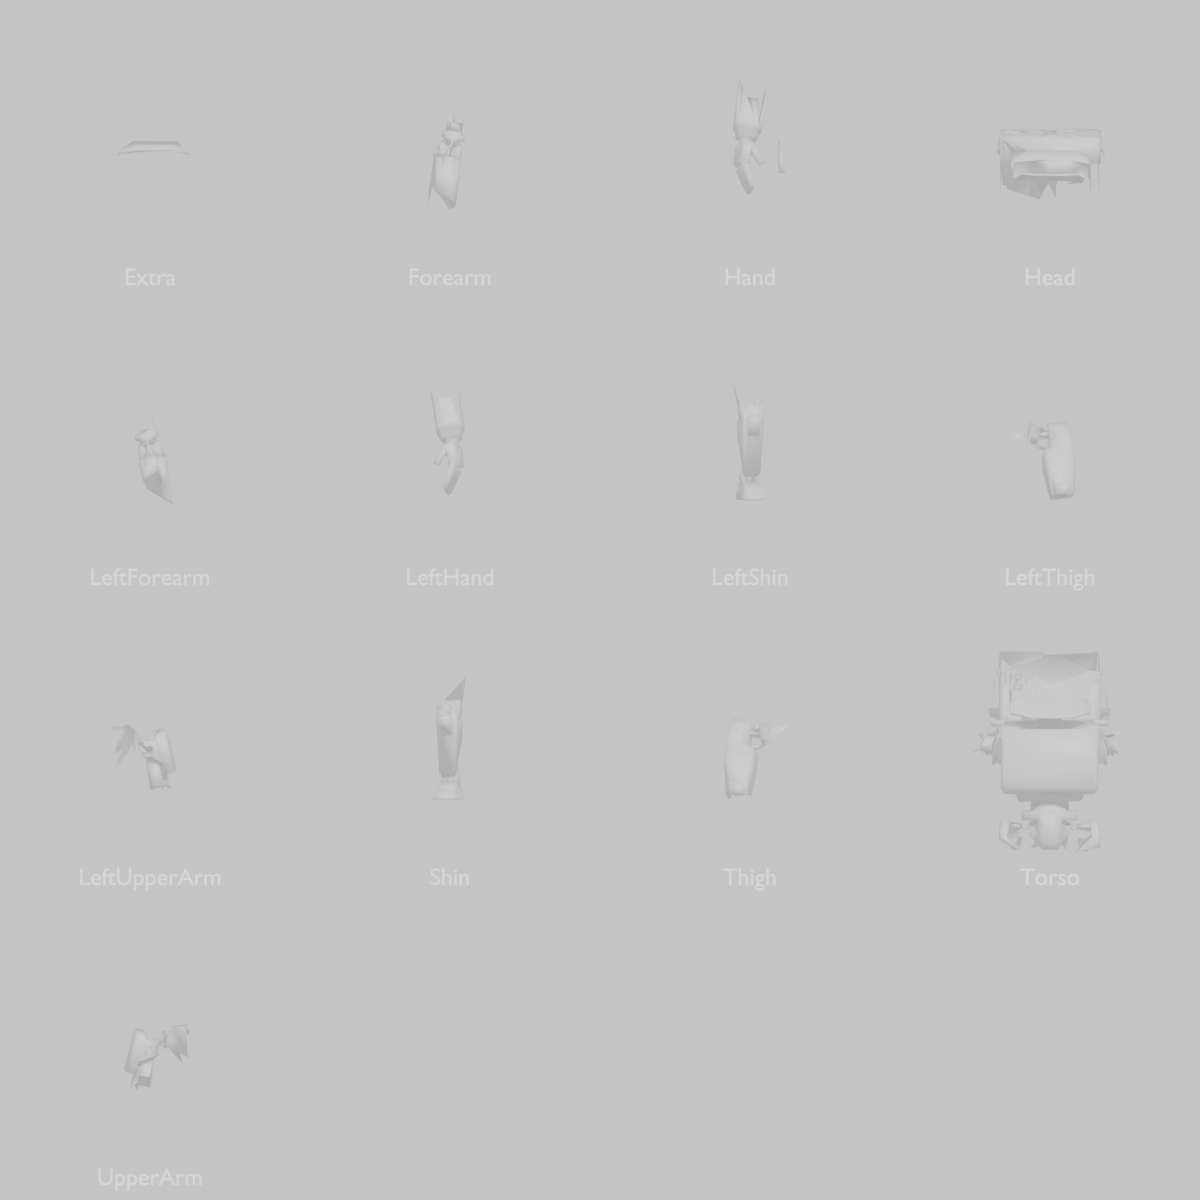 Extra
Forearm
Hand
Head
LeftForearm
LeftHand
LeftShin
LeftThigh
LeftUpperArm
Shin
Thigh
Torso
UpperArm